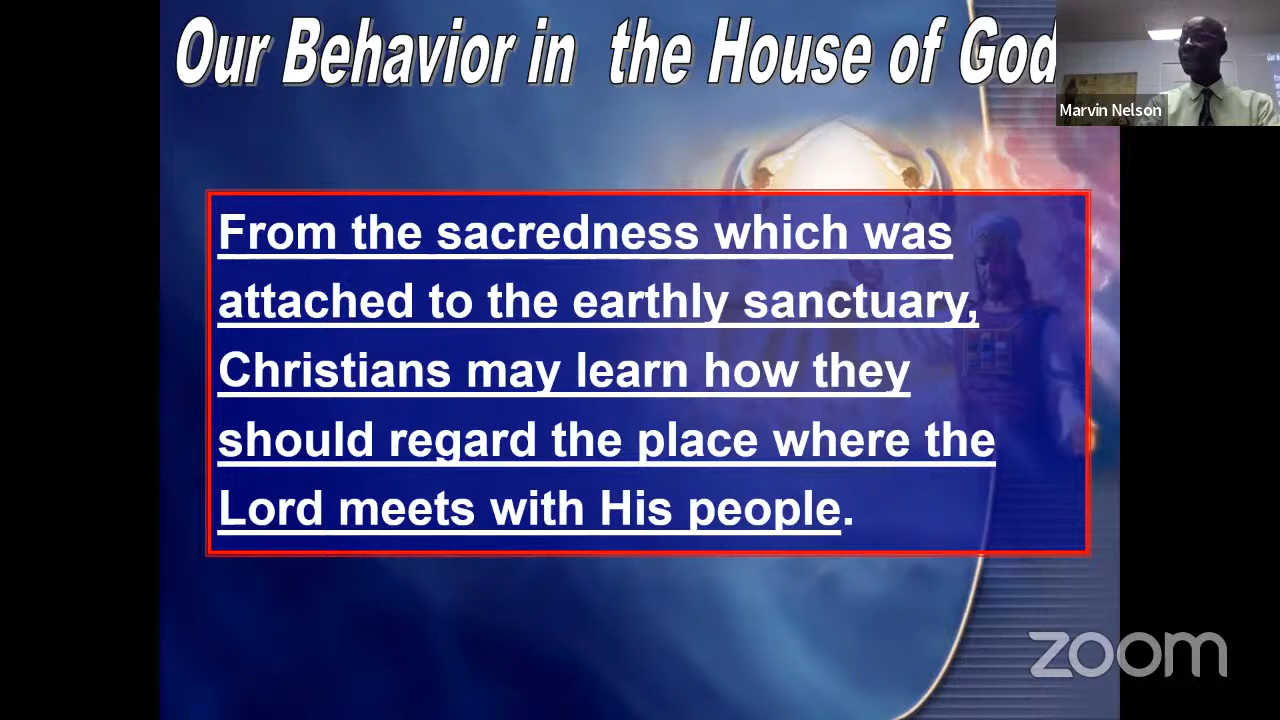 Our Behavior in the House of God
Marvin Nelson
From the sacredness which was
attached to the earthly sanctuary,
Christians may learn how they
should regard the place where the
Lord meets with His people.
zoom